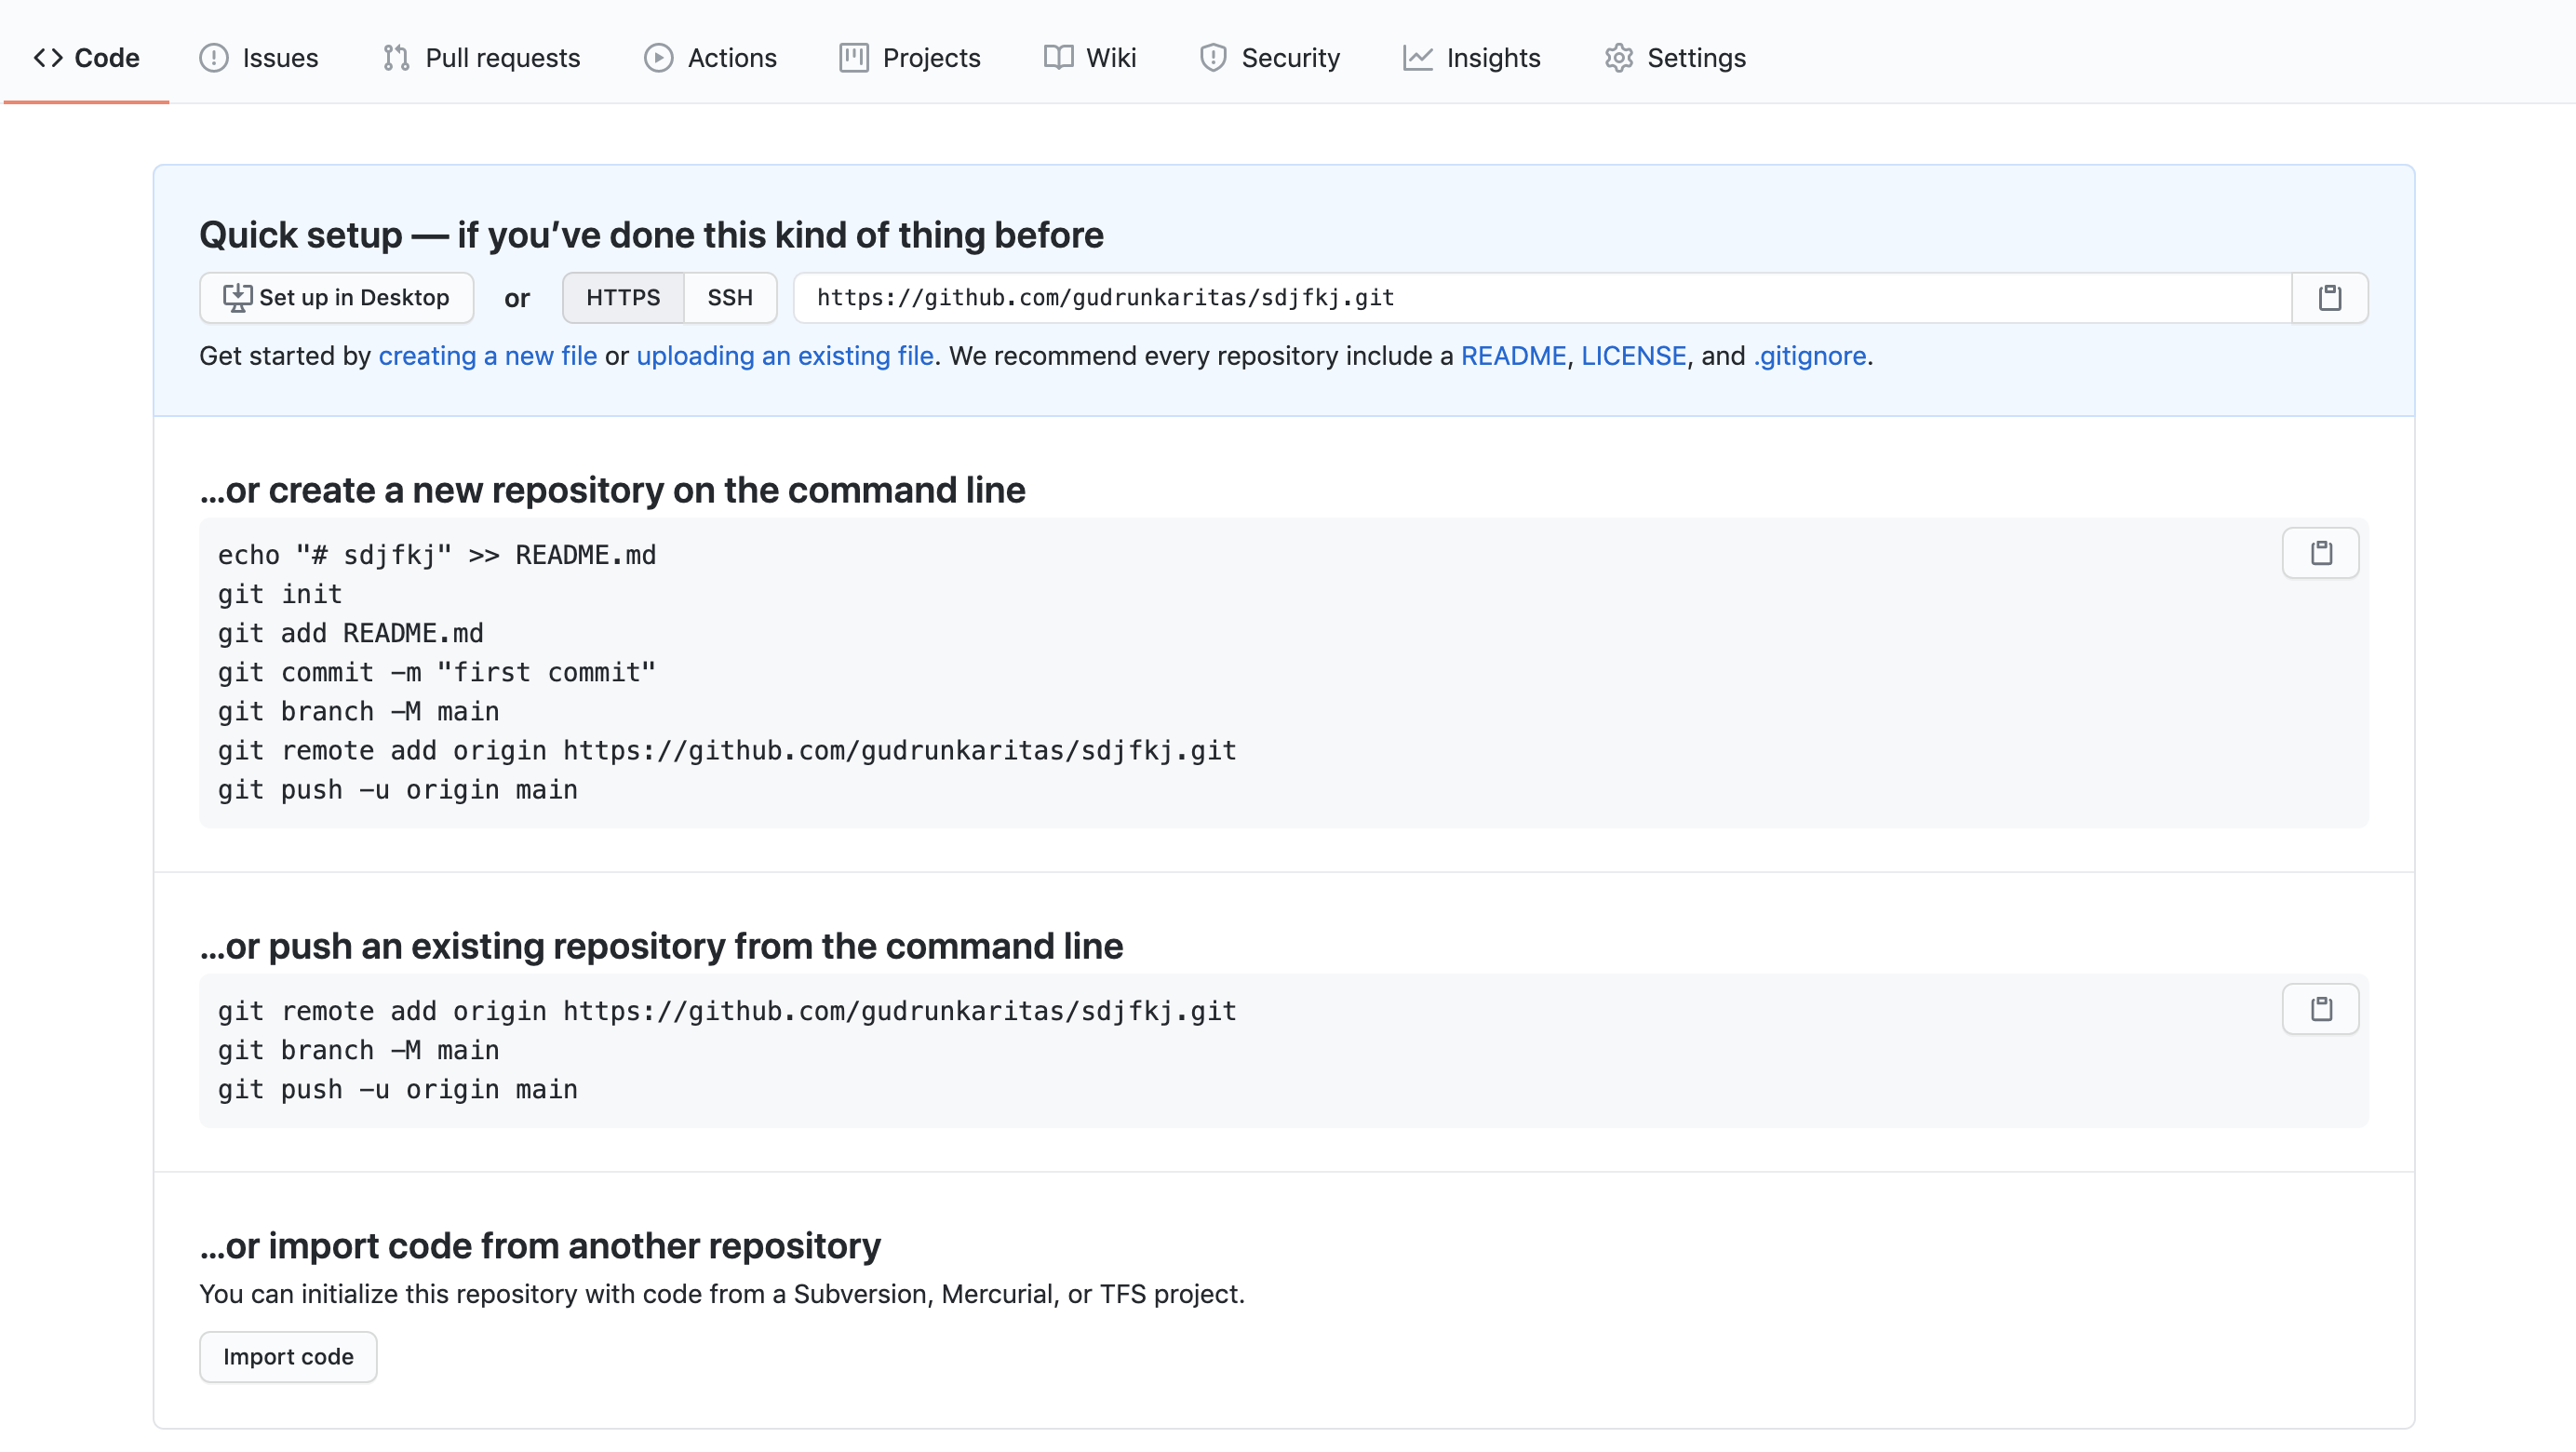 Code Issues Pull requests Actions Projects Wiki Security Insights Settings
Quick setup — if you’ve done this kind of thing before
Set up in Desktop or HTTPS SSH https://github.com/gudrunkaritas/sdjfkj.git
Get started by creating a new file or uploading an existing file. We recommend every repository include a README, LICENSE, and .gitignore.
…or create a new repository on the command line
echo "# sdjfkj" >> README.md
git init
git add README.md
git commit -m "first commit"
git branch -M main
git remote add origin https://github.com/gudrunkaritas/sdjfkj.git
git push -u origin main
…or push an existing repository from the command line
git remote add origin https://github.com/gudrunkaritas/sdjfkj.git
git branch -M main
git push -u origin main
…or import code from another repository
You can initialize this repository with code from a Subversion, Mercurial, or TFS project.
Import code